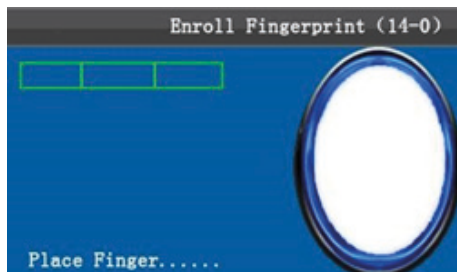 Enroll Fingerprint (14-0)
Place Finger......